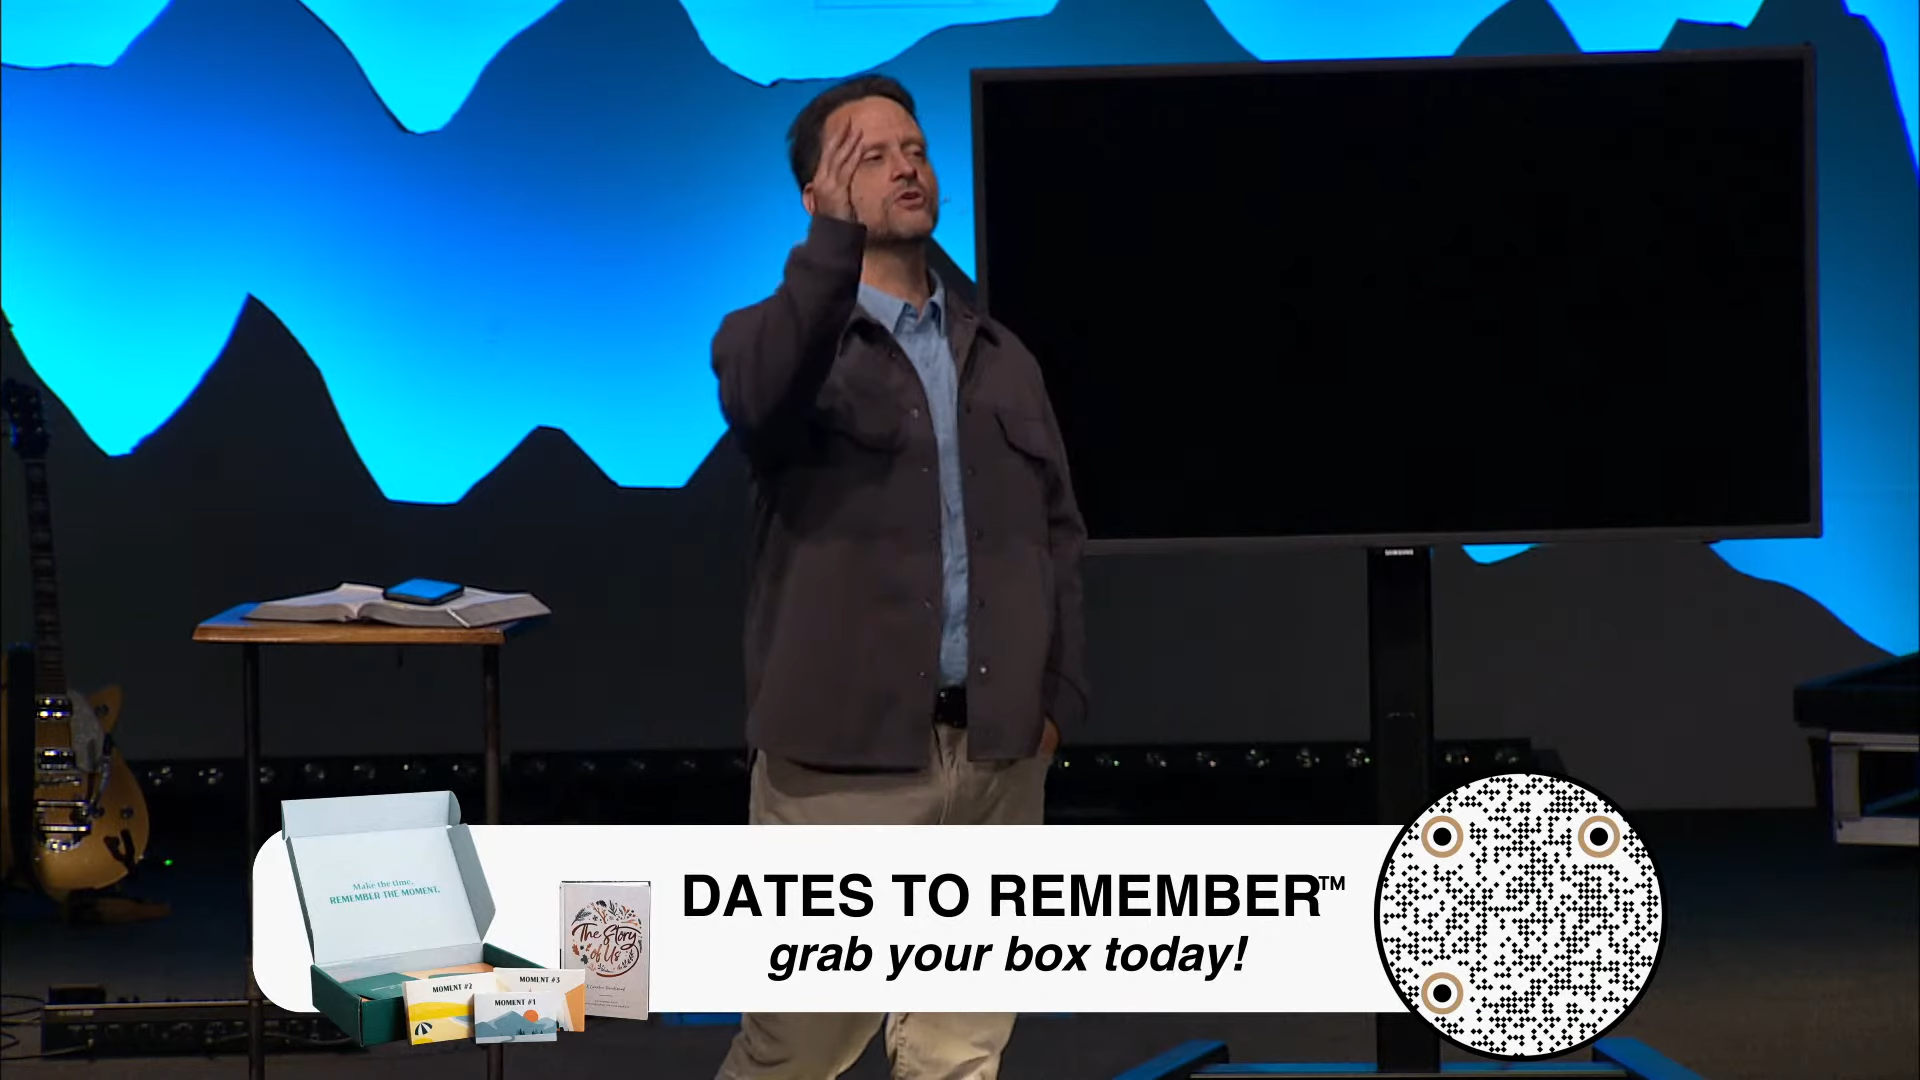 SAMSUNG
Make the time,
REMEMBER THE MOMENT.
The Story
of Us
MOMENT #2
MOMENT #3
MOMENT #1
DATES TO REMEMBER™
grab your box today!